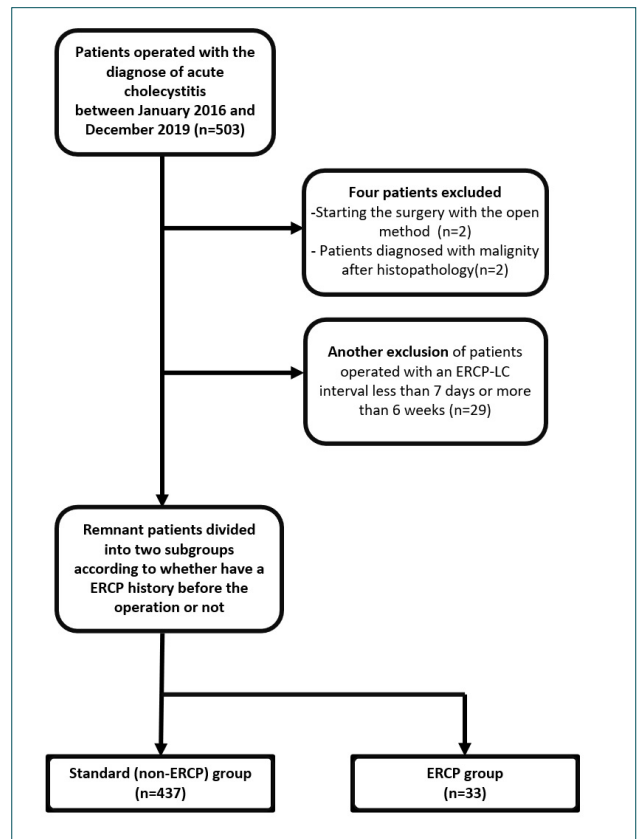 Patients operated with the
diagnose of acute
cholecystitis
between January 2016 and
December 2019 (n=503)
Four patients excluded
-Starting the surgery with the open
method (n=2)
- Patients diagnosed with malignity
after histopathology(n=2)
Another exclusion of patients
operated with an ERCP-LC
interval less than 7 days or more
than 6 weeks (n=29)
Remnant patients divided
into two subgroups
according to whether have a
ERCP history before the
operation or not
Standard (non-ERCP) group
(n=437)
ERCP group
(n=33)